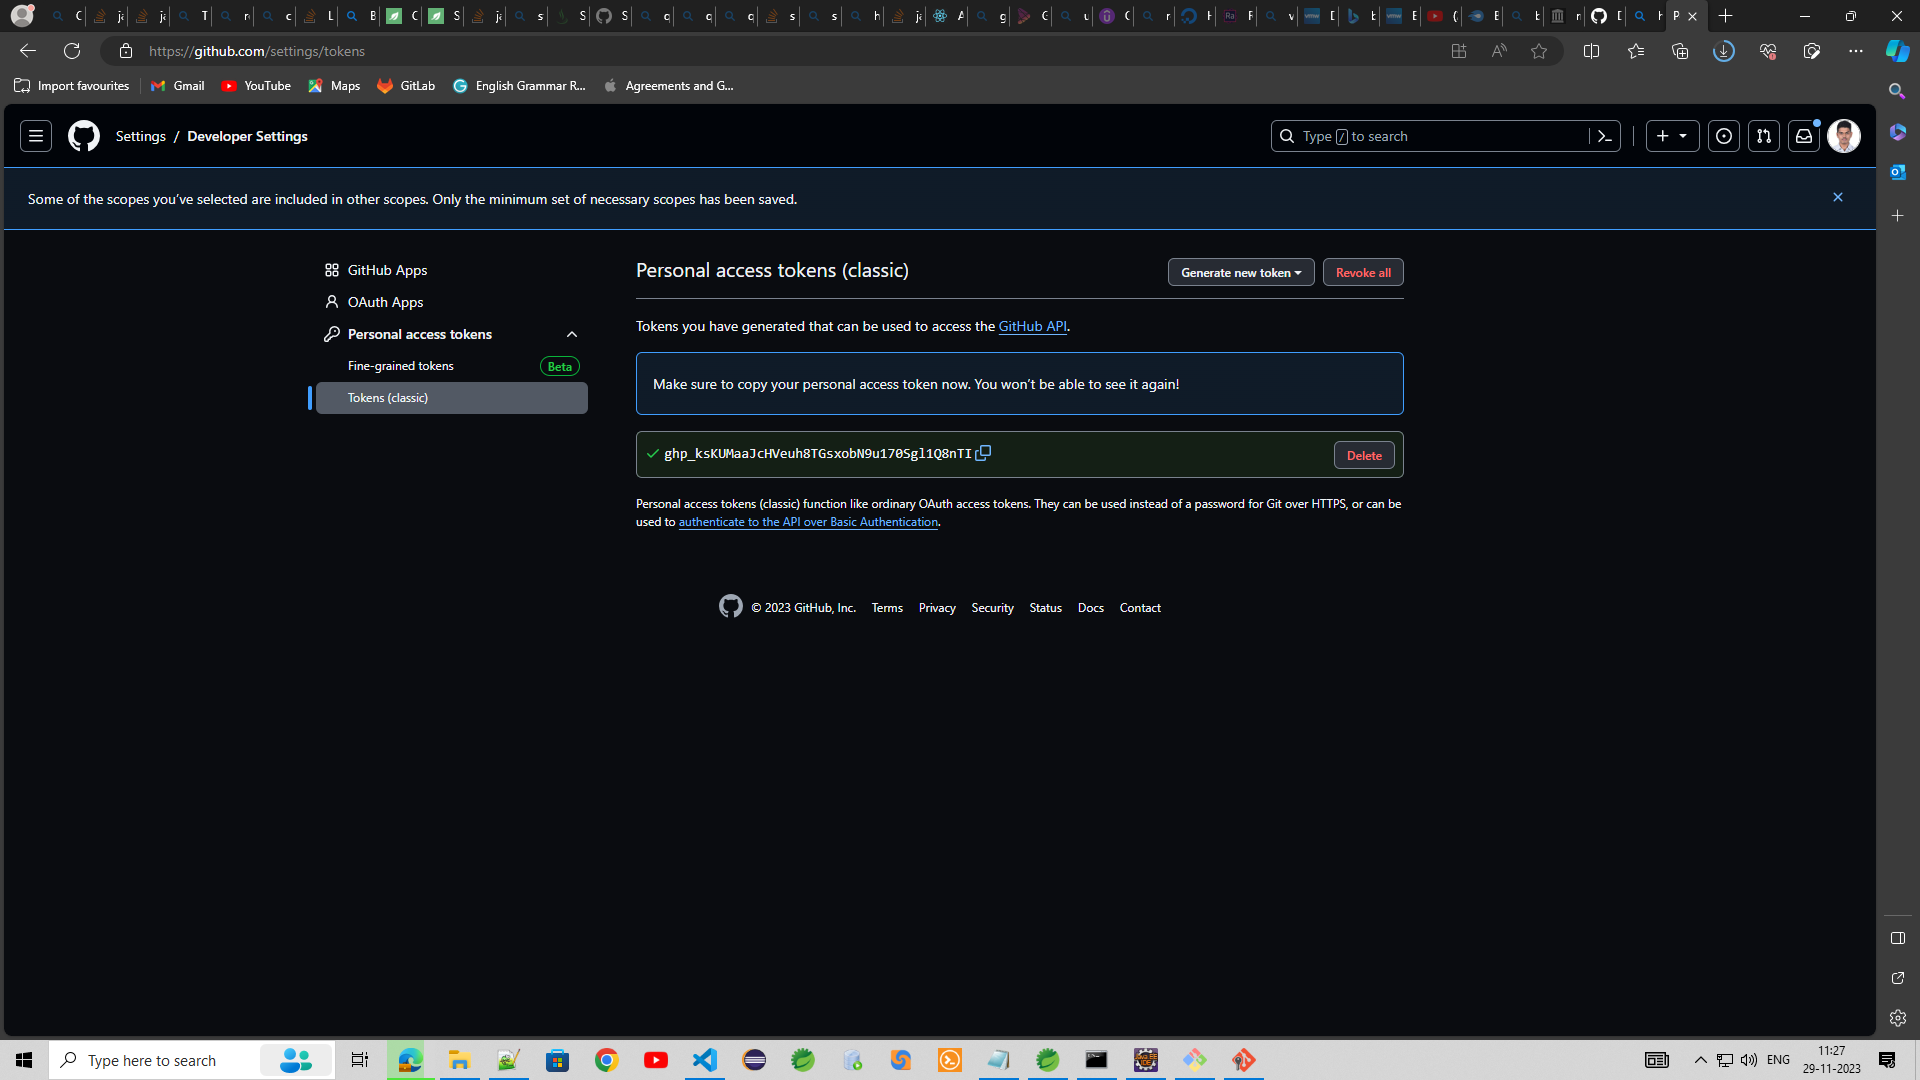 https://github.com/settings/tokens
Import favourites
Gmail
YouTube
Maps
GitLab
English Grammar R...
Agreements and G...
Settings / Developer Settings
Type / to search
Some of the scopes you’ve selected are included in other scopes. Only the minimum set of necessary scopes has been saved.
GitHub Apps
OAuth Apps
Personal access tokens
Fine-grained tokens
Beta
Tokens (classic)
Personal access tokens (classic)
Generate new token
Revoke all
Tokens you have generated that can be used to access the GitHub API.
Make sure to copy your personal access token now. You won’t be able to see it again!
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
Delete
Personal access tokens (classic) function like ordinary OAuth access tokens. They can be used instead of a password for Git over HTTPS, or can be
used to authenticate to the API over Basic Authentication.
© 2023 GitHub, Inc.
Terms
Privacy
Security
Status
Docs
Contact
Type here to search
ENG
11:27
29-11-2023